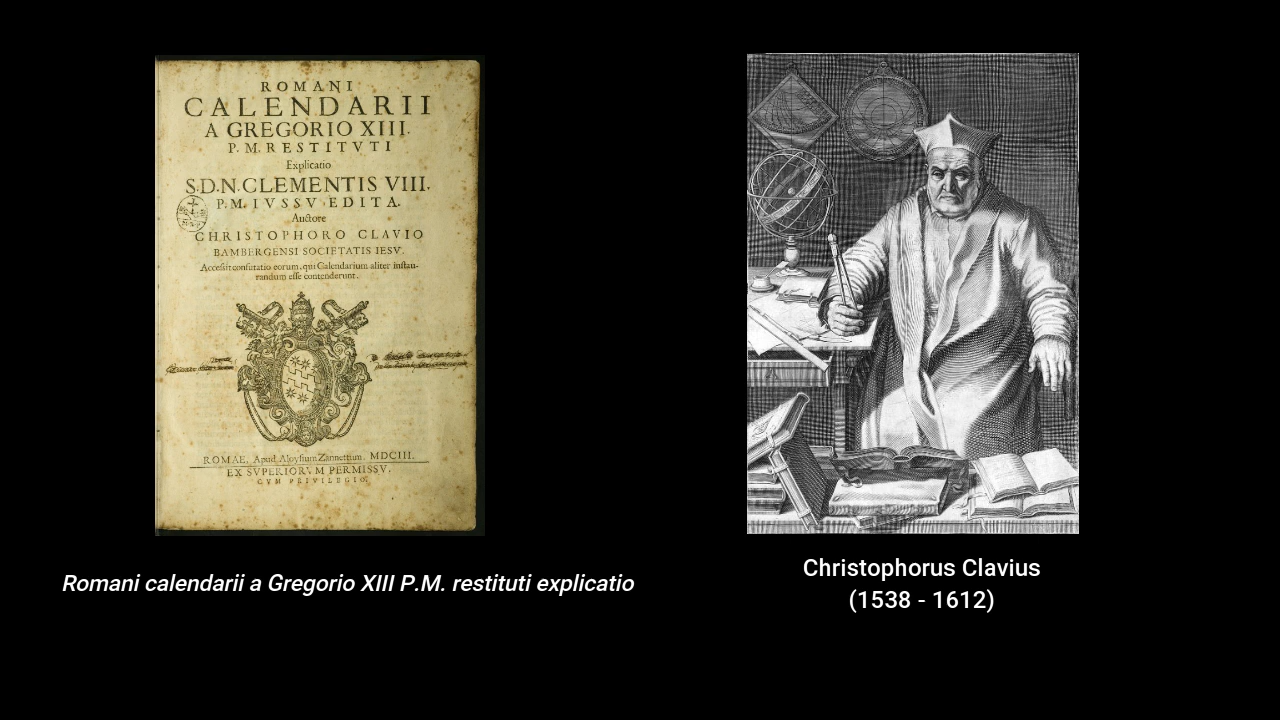 ROMANI
CALENDARII
A GREGORIO XIII.
P. M. RESTITVTI
Explicatio
S.D.N. CLEMENTIS VIII.
P.M. IVSSV EDITA.
Auctore
CHRISTOPHORO CLAVIO
BAMBERGENSI SOCIETATIS IESV.
Accessit confutatio eorum, qui Calendarium aliter instau-
randum esse contenderunt.
ROMAE, Apud Aloysium Zannettum. MDCIII.
EX SVPERIORVM PERMISSV.
CVM PRIVILEGIO.
Romani calendarii a Gregorio XIII P.M. restituti explicatio
Christophorus Clavius
(1538 - 1612)